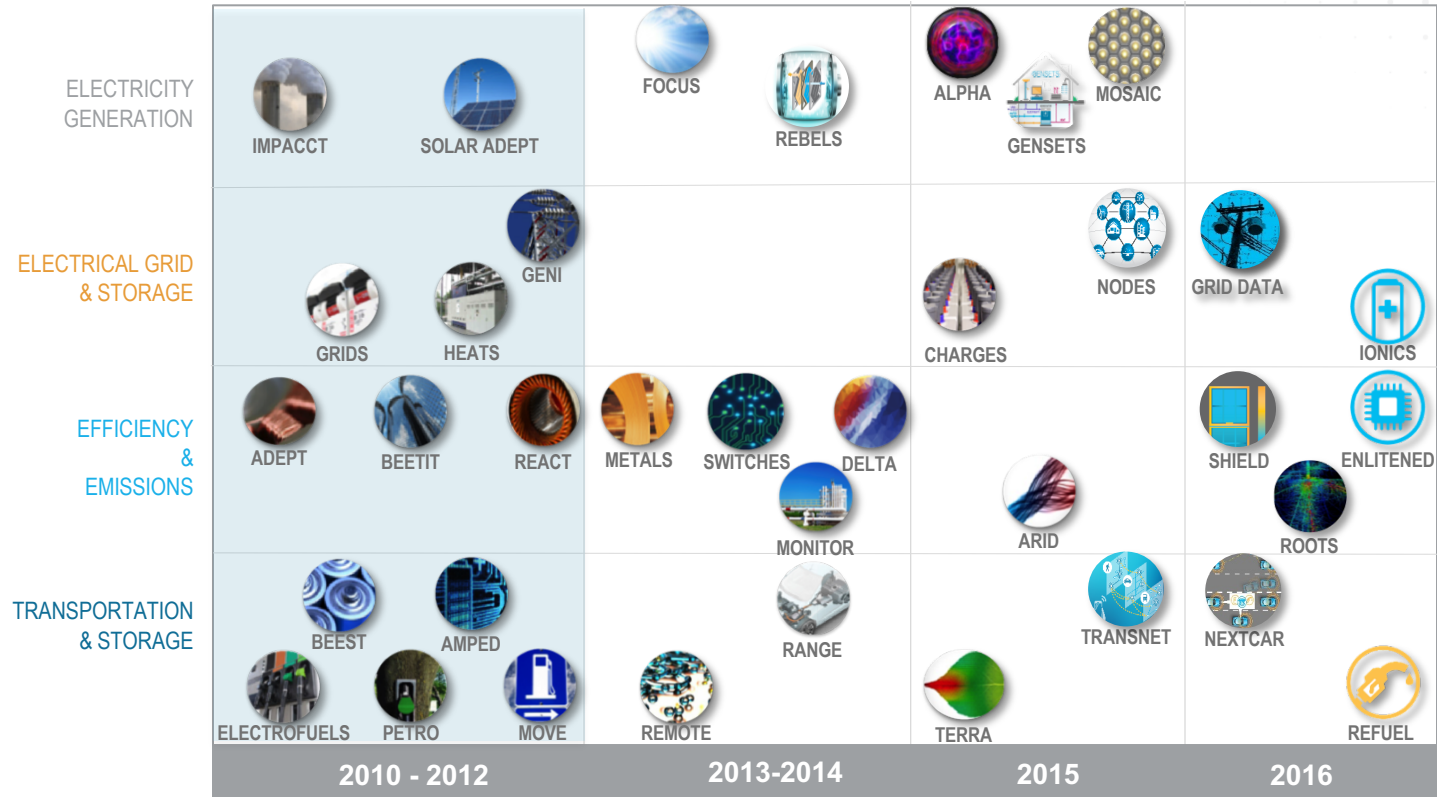 ELECTRICITY
GENERATION
IMPACCT
SOLAR ADEPT
FOCUS
REBELS
ALPHA
GENSETS
GENSETS
MOSAIC
ELECTRICAL GRID
& STORAGE
GRIDS
HEATS
GENI
CHARGES
NODES
GRID DATA
IONICS
EFFICIENCY
&
EMISSIONS
ADEPT
BEETIT
REACT
METALS
SWITCHES
DELTA
MONITOR
ARID
SHIELD
ENLITENED
ROOTS
TRANSPORTATION
& STORAGE
BEEST
AMPED
ELECTROFUELS
PETRO
MOVE
RANGE
REMOTE
TRANSNET
TERRA
NEXTCAR
REFUEL
2010 - 2012
2013-2014
2015
2016